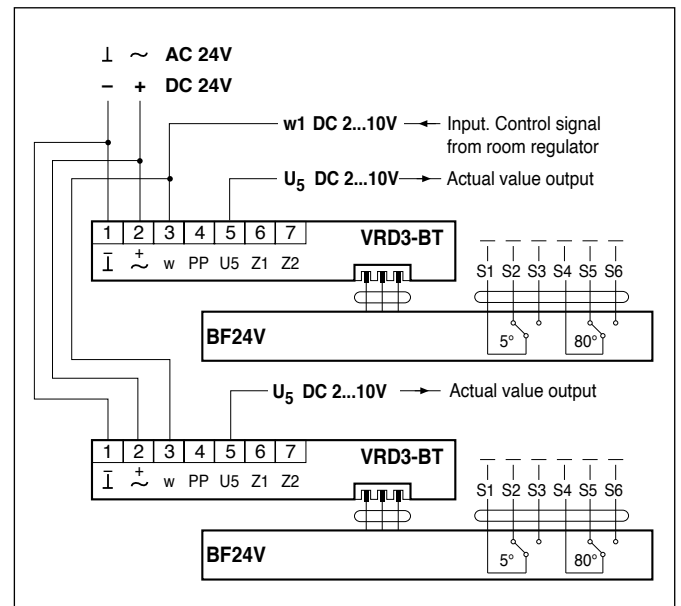 ⊥ ~ AC 24V
– + DC 24V
w1 DC 2...10V Input. Control signal
from room regulator
U5 DC 2...10V Actual value output
1 2 3 4 5 6 7 VRD3-BT
⊥ ~ w PP U5 Z1 Z2
– +
S1 S2 S3 S4 S5 S6
BF24V 5° 80°
U5 DC 2...10V Actual value output
1 2 3 4 5 6 7 VRD3-BT
⊥ ~ w PP U5 Z1 Z2
– +
S1 S2 S3 S4 S5 S6
BF24V 5° 80°